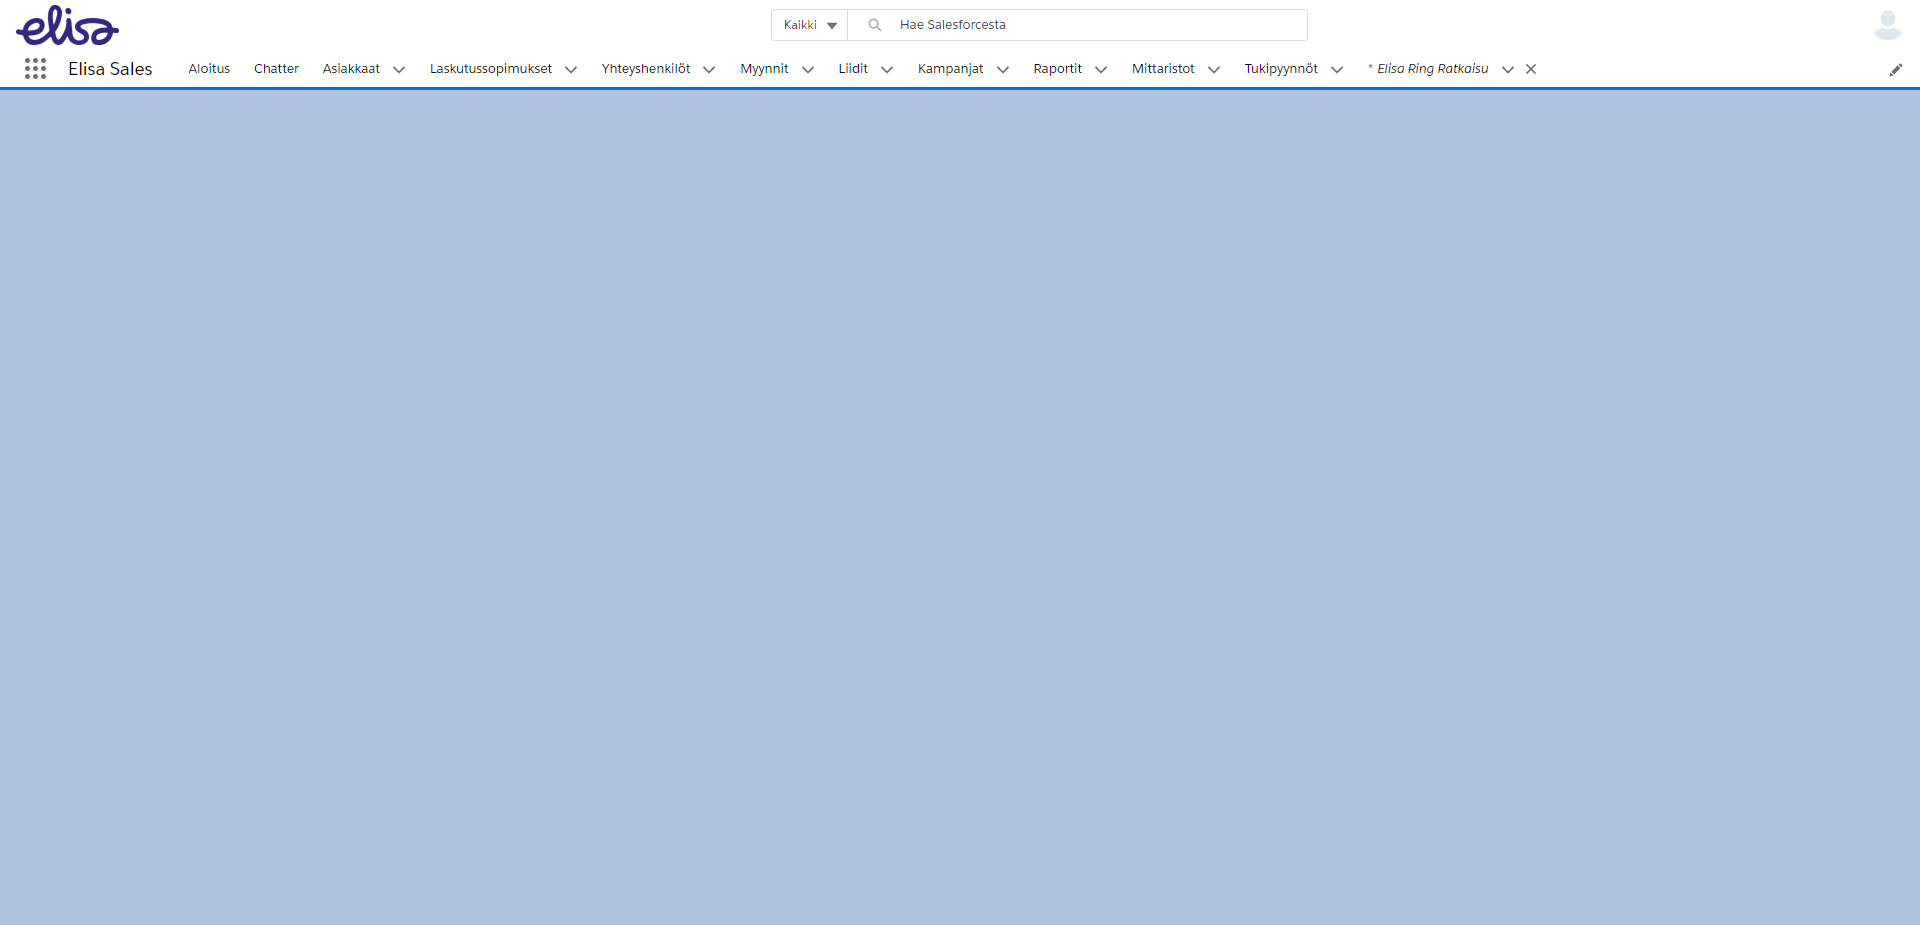 elisa
Kaikki Hae Salesforcesta
Elisa Sales Aloitus Chatter Asiakkaat Laskutussopimukset Yhteyshenkilöt Myynnit Liidit Kampanjat Raportit Mittaristot Tukipyynnöt * Elisa Ring Ratkaisu